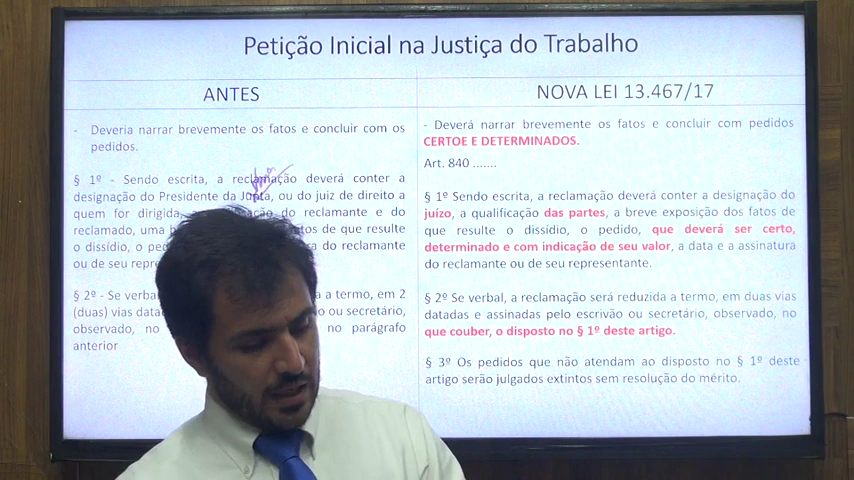 Petição Inicial na Justiça do Trabalho
ANTES
- Deveria narrar brevemente os fatos e concluir com os
pedidos.
§ 1º - Sendo escrita, a reclamação deverá conter a
designação do Presidente da Junta, ou do juiz de direito a
quem for dirigida, do reclamante e do
reclamado, uma de que resulte
o dissídio, o do reclamante
ou de seu
§ 2º - Se a termo, em 2
(duas) vias ou secretário,
observado, no no parágrafo
anterior
NOVA LEI 13.467/17
- Deverá narrar brevemente os fatos e concluir com pedidos
CERTOE E DETERMINADOS.
Art. 840 .......
§ 1º Sendo escrita, a reclamação deverá conter a designação do
juízo, a qualificação das partes, a breve exposição dos fatos de
que resulte o dissídio, o pedido, que deverá ser certo,
determinado e com indicação de seu valor, a data e a assinatura
do reclamante ou de seu representante.
§ 2º Se verbal, a reclamação será reduzida a termo, em duas vias
datadas e assinadas pelo escrivão ou secretário, observado, no
que couber, o disposto no § 1º deste artigo.
§ 3º Os pedidos que não atendam ao disposto no § 1º deste
artigo serão julgados extintos sem resolução do mérito.